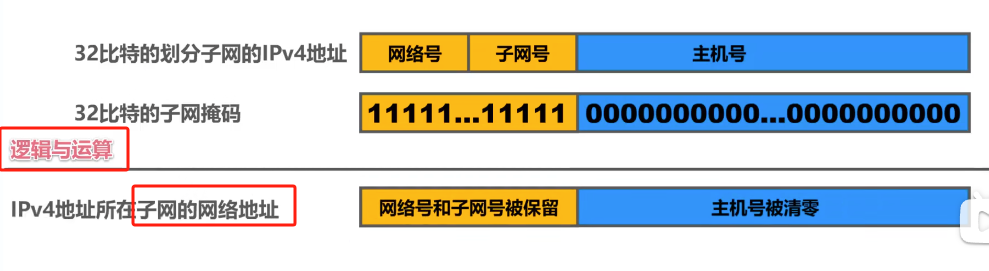 32比特的划分子网的IPv4地址 网络号 子网号 主机号
32比特的子网掩码 11111...11111 0000000000...0000000000
逻辑与运算
IPv4地址所在子网的网络地址 网络号和子网号被保留 主机号被清零